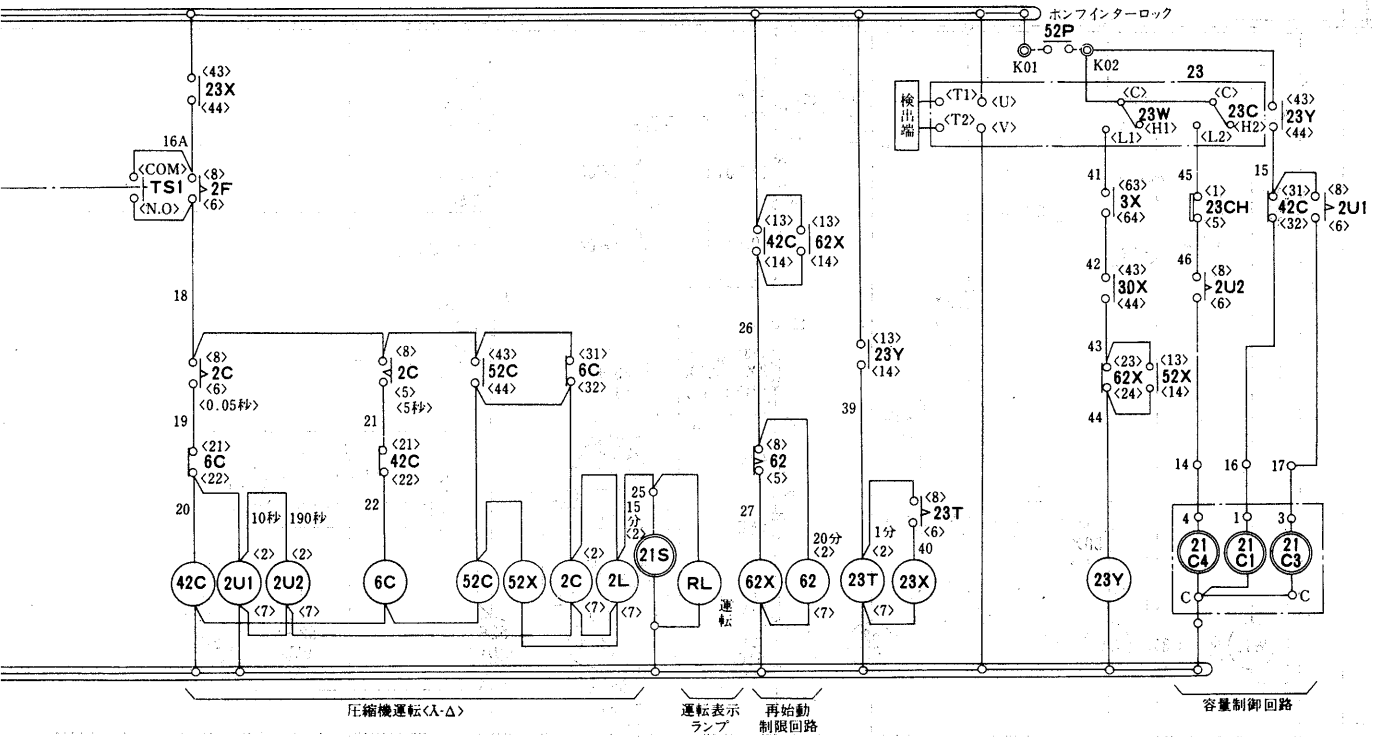 ホンフインターロック
52P
K01
K02
23
<43>
23X
<44>
16A
<COM>
TS1
<N.O>
<8>
2F
<6>
検出端
<T1>
<U>
<T2>
<V>
<C>
23W
<H1>
<L1>
<C>
23C
<H2>
<L2>
<43>
23Y
<44>
41
<63>
3X
<64>
45
<1>
23CH
<5>
15
<31>
42C
<32>
<8>
2U1
<6>
<13>
42C
<14>
<13>
62X
<14>
42
<43>
30X
<44>
46
<8>
2U2
<6>
18
26
<8>
2C
<6>
<0.05秒>
<8>
2C
<5>
<5秒>
<43>
52C
<44>
<31>
6C
<32>
<13>
23Y
<14>
43
<23>
62X
<24>
<13>
52X
<14>
19
21
39
44
<21>
6C
<22>
<21>
42C
<22>
<8>
62
<5>
14
16
17
20
10秒
190秒
22
25
15分
27
20分
1分
<8>
23T
<6>
40
<2>
<2>
<2>
<2>
<2>
<2>
4
1
3
42C
2U1
2U2
6C
52C
52X
2C
2L
21S
RL
62X
62
23T
23X
23Y
21 C4
21 C1
21 C3
<7>
<7>
<7>
<7>
<7>
<7>
運転
C
C
圧縮機運転<人-Δ>
運転表示
ランプ
再始動
制限回路
容量制御回路